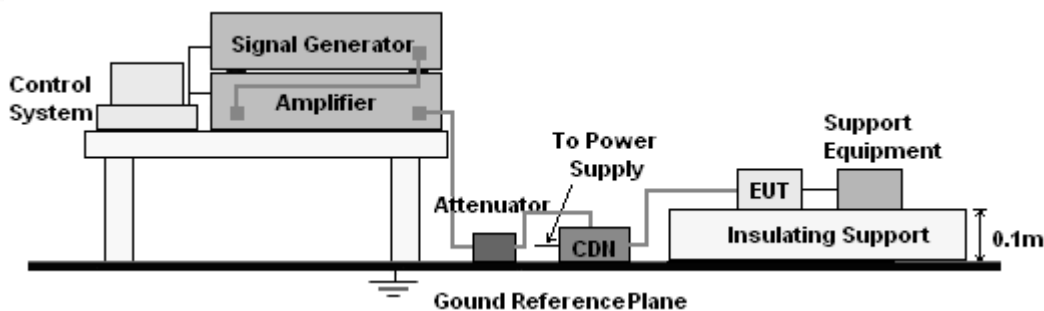 Signal Generator
Control
System
Amplifier
To Power
Supply
Support
Equipment
Attenuator
EUT
CDN
Insulating Support
0.1m
Gound Reference Plane